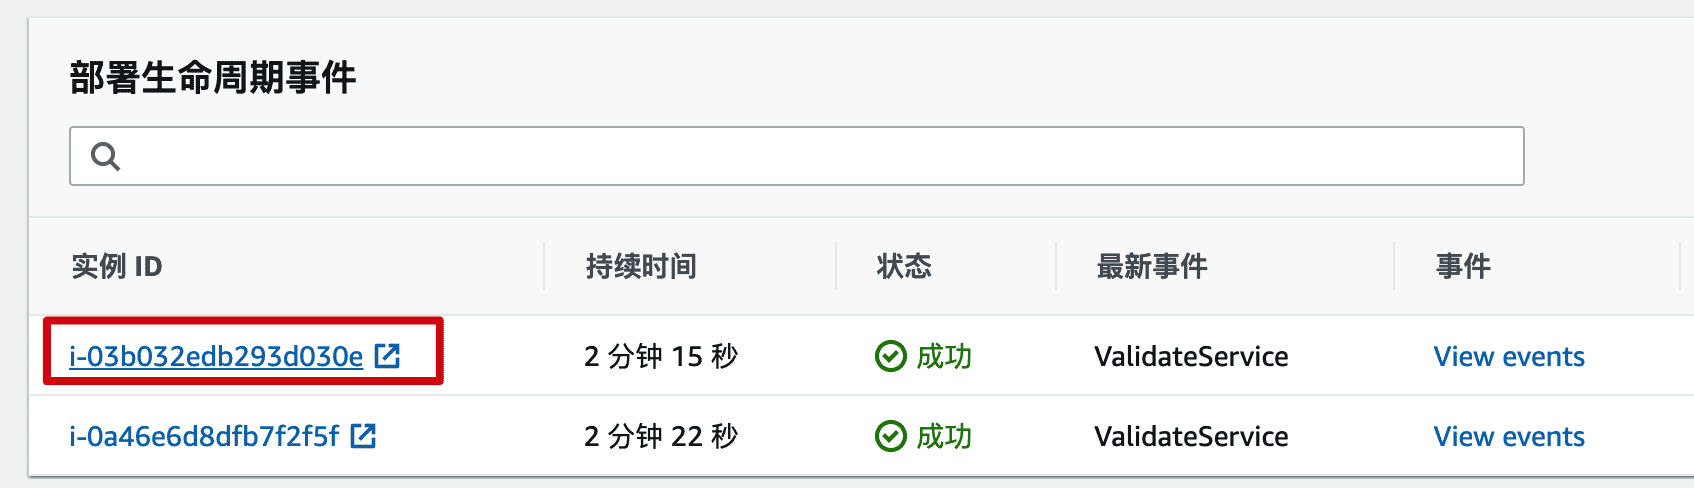 部署生命周期事件
实例 ID 持续时间 状态 最新事件 事件
i-03b032edb293d030e 2 分钟 15 秒 成功 ValidateService View events
i-0a46e6d8dfb7f2f5f 2 分钟 22 秒 成功 ValidateService View events